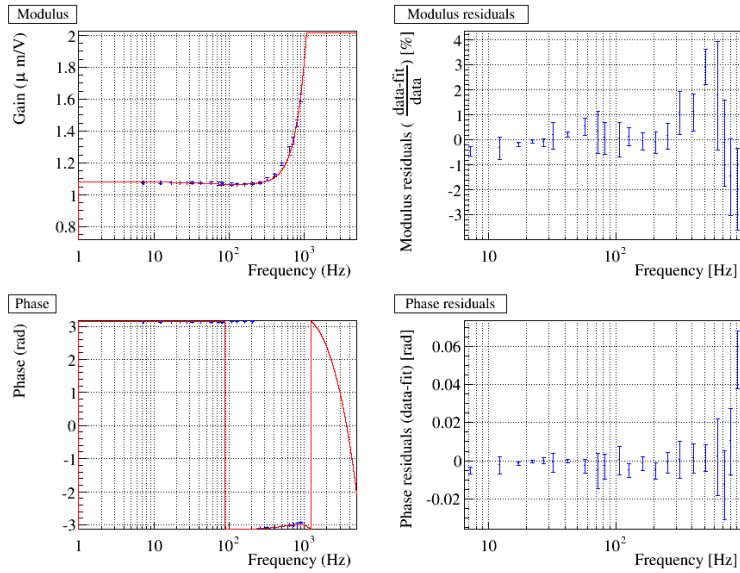 Modulus
Gain (µ m/V)
2
1.8
1.6
1.4
1.2
1
0.8
1 10 10² 10³
Frequency (Hz)
Modulus residuals
Modulus residuals (data-fit/data) [%]
4
3
2
1
0
-1
-2
-3
10 10²
Frequency [Hz]
Phase
Phase (rad)
3
2
1
0
-1
-2
-3
1 10 10² 10³
Frequency (Hz)
Phase residuals
Phase residuals (data-fit) [rad]
0.06
0.04
0.02
0
-0.02
10 10²
Frequency [Hz]